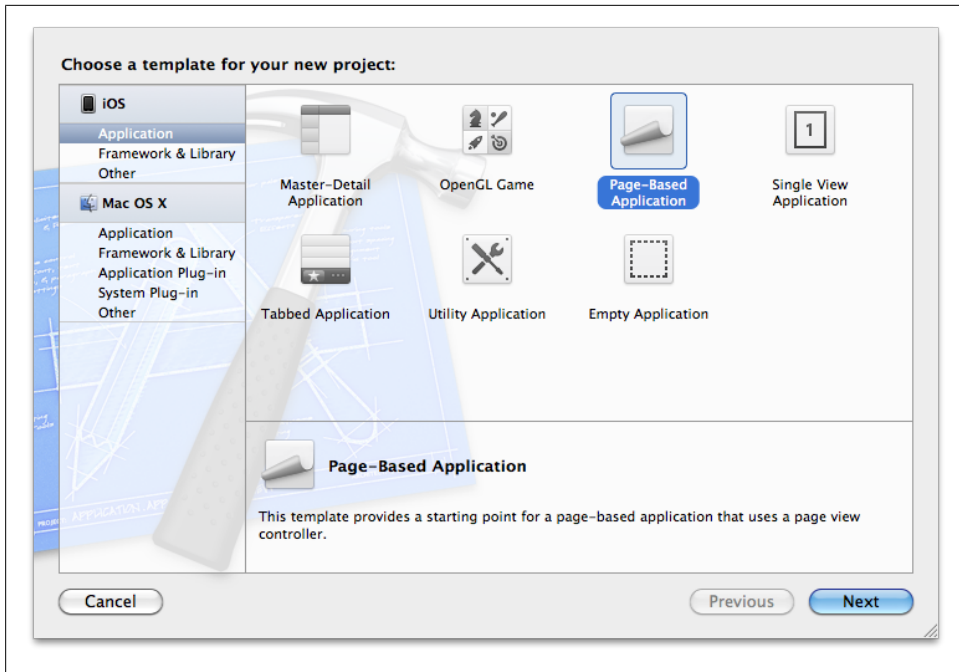 Choose a template for your new project:
iOS
Application
Framework & Library
Other
Mac OS X
Application
Framework & Library
Application Plug-in
System Plug-in
Other
Master-Detail
Application
OpenGL Game
Page-Based
Application
1
Single View
Application
Tabbed Application
Utility Application
Empty Application
Page-Based Application
This template provides a starting point for a page-based application that uses a page view
controller.
Cancel
Previous
Next